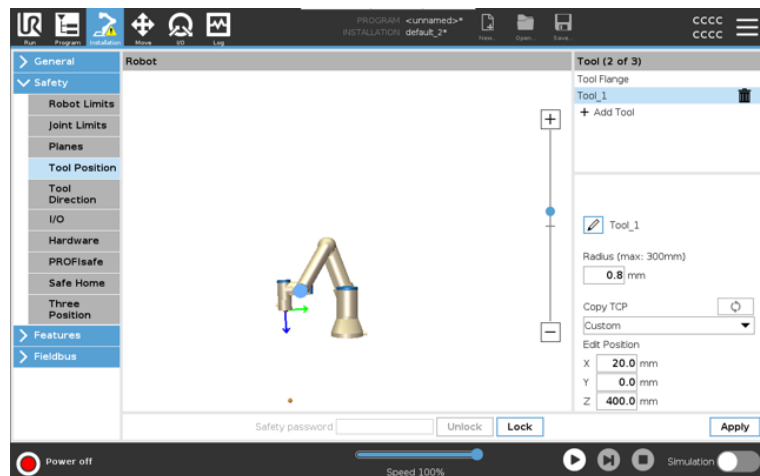 UR
Run
Program
Installation
Move
I/O
Log
PROGRAM <unnamed>*
INSTALLATION default_2*
New...
Open...
Save...
cccc
cccc
General
Safety
Robot Limits
Joint Limits
Planes
Tool Position
Tool
Direction
I/O
Hardware
PROFIsafe
Safe Home
Three
Position
Features
Fieldbus
Robot
Tool (2 of 3)
Tool Flange
Tool_1
+ Add Tool
Tool_1
Radius (max: 300mm)
0.8 mm
Copy TCP
Custom
Edit Position
X 20.0 mm
Y 0.0 mm
Z 400.0 mm
Safety password
Unlock
Lock
Apply
Power off
Speed 100%
Simulation